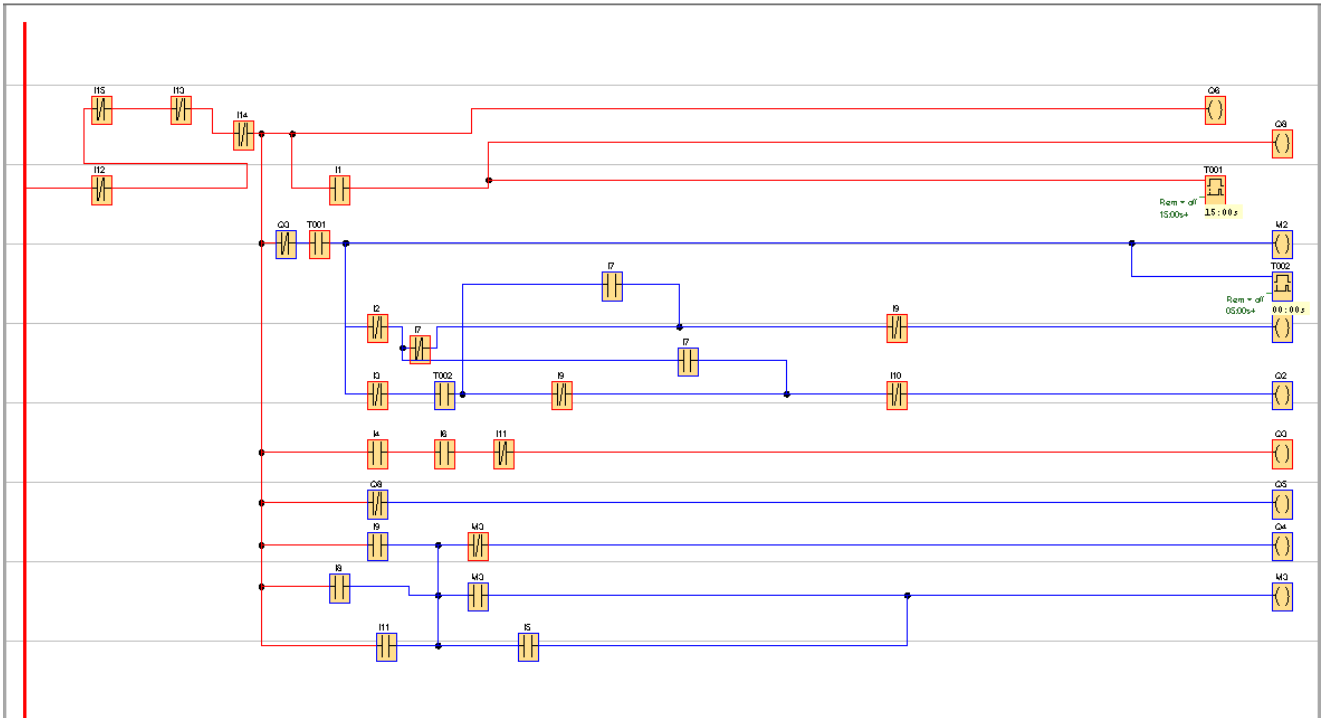 I15 I13 Q6
I14 Q8
I12 I1 T001
Rem = off
15:00s+ 15:00s
Q3 T001 M2
I7 T002
Rem = off
05:00s+ 00:00s
I2 I7 I9
I7
I3 T002 I9 I10 Q2
I4 I6 I11 Q3
Q8 Q5
I9 M3 Q4
I8 M3 M3
I11 I5